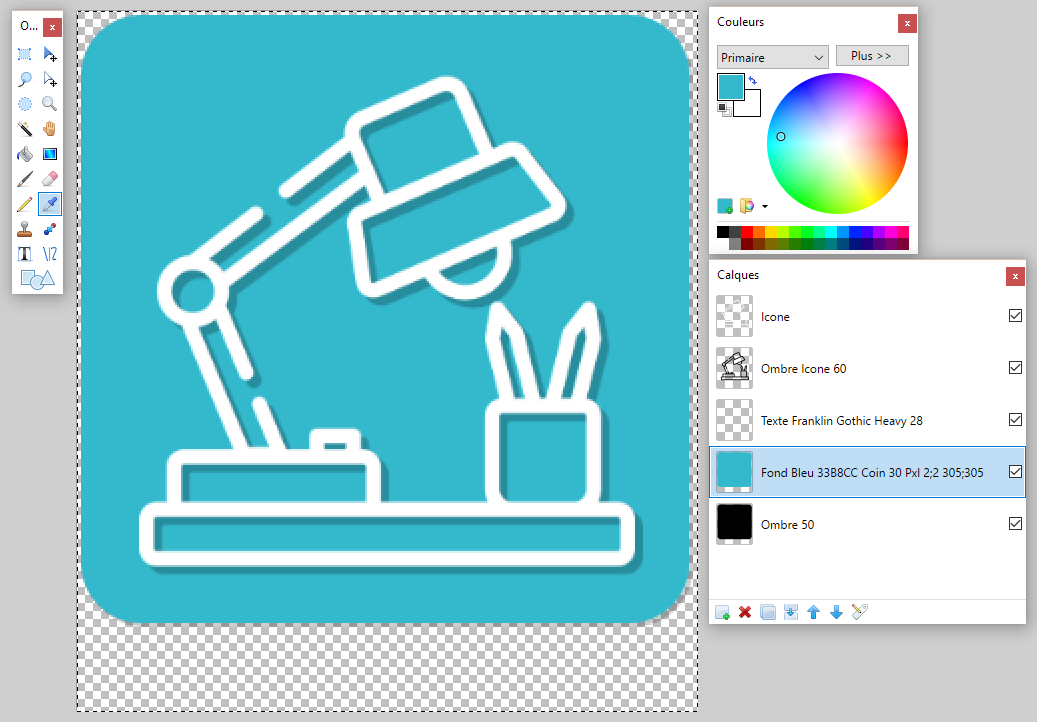 O...
Couleurs
Primaire
Plus >>
Calques
Icone
Ombre Icone 60
Texte Franklin Gothic Heavy 28
Fond Bleu 33B8CC Coin 30 Pxl 2;2 305;305
Ombre 50